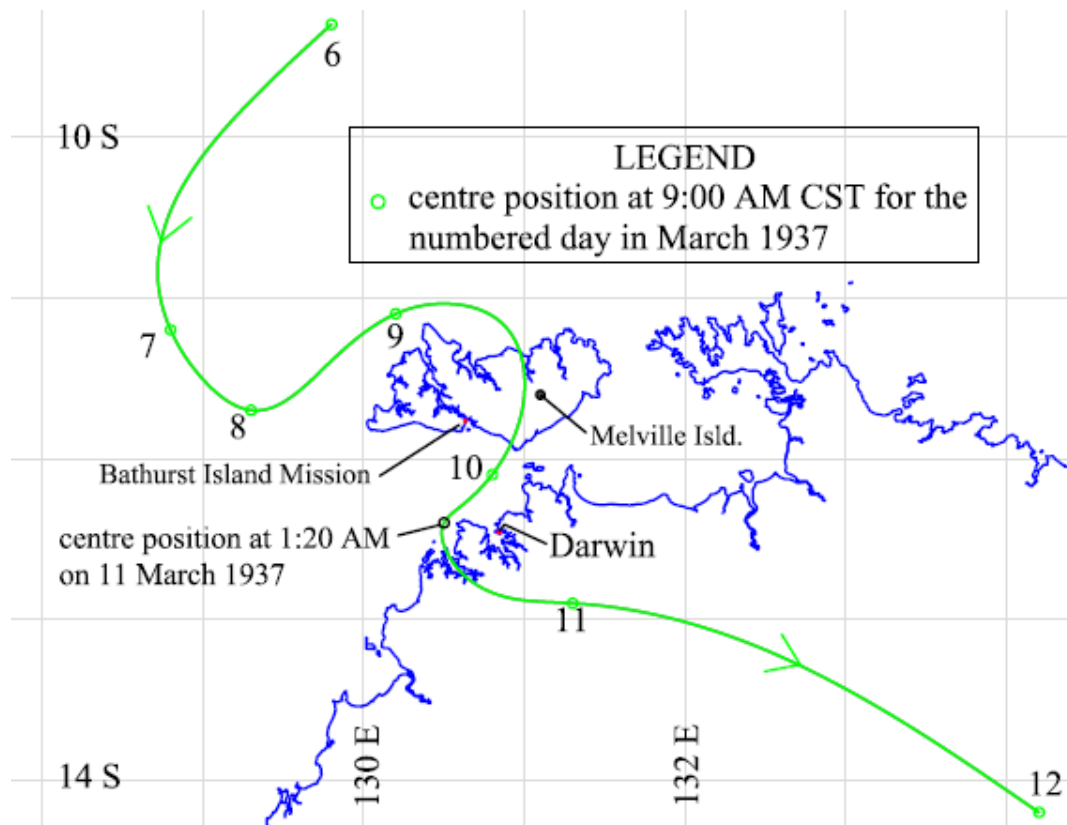 6
10 S
LEGEND
centre position at 9:00 AM CST for the
numbered day in March 1937
7
9
8
Melville Isld.
Bathurst Island Mission
10
centre position at 1:20 AM
on 11 March 1937
Darwin
11
130 E
132 E
14 S
12